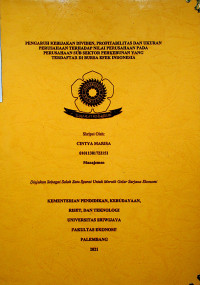 PENGARUH KEBIJAKAN DIVIDEN, PROFITABILITAS DAN UKURAN
PERUSAHAAN TERHADAP NILAI PERUSAHAAN PADA
PERUSAHAAN SUB SEKTOR PERKEBUNAN YANG
TERDAFTAR DI BURSA EFEK INDONESIA
Skripsi Oleh:
CINTYA MARISA
Manajemen
Diajukan Sebagai Salah Satu Syarat Untuk Meraih Gelar Sarjana Ekonomi
KEMENTERIAN PENDIDIKAN, KEBUDAYAAN,
RISET, DAN TEKNOLOGI
UNIVERSITAS SRIWIJAYA
FAKULTAS EKONOMI
PALEMBANG
2021